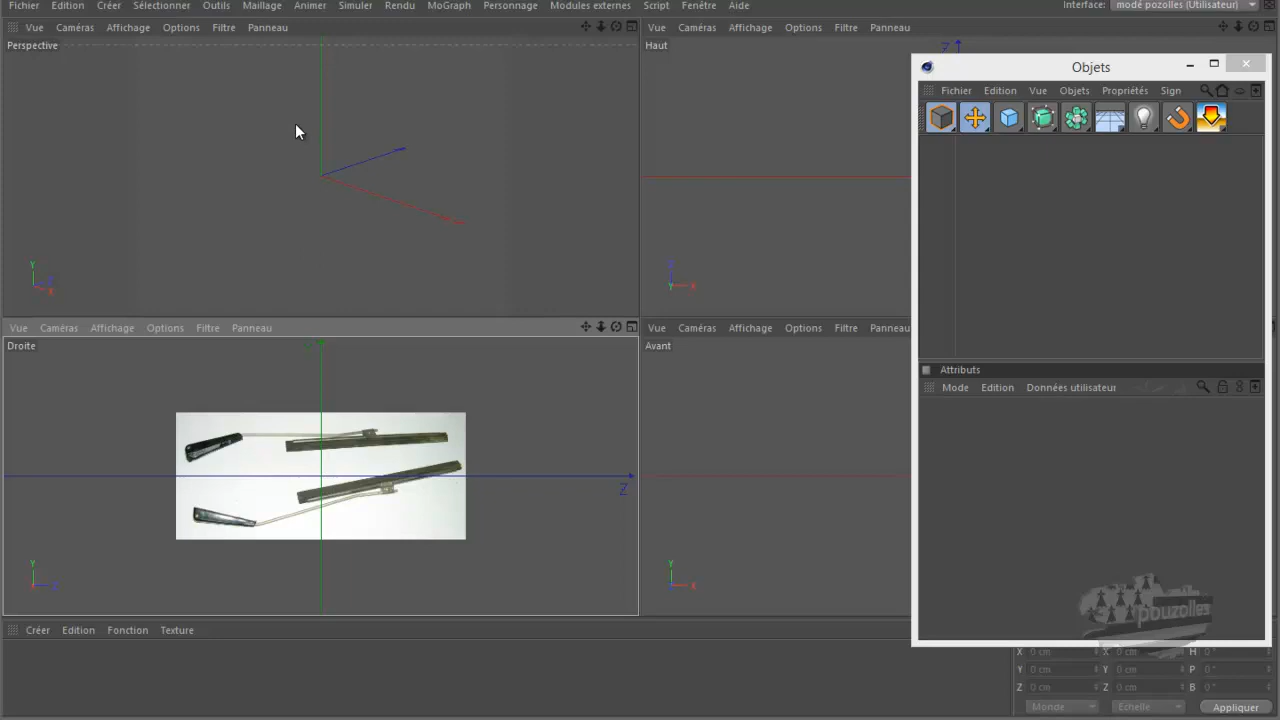 Fichier Edition Créer Sélectionner Outils Maillage Animer Simuler Rendu MoGraph Personnage Modules externes Script Fenêtre Aide Interface: modé pozolles (Utilisateur)
Vue Caméras Affichage Options Filtre Panneau
Vue Caméras Affichage Options Filtre Panneau
Perspective
Haut
Z
Objets
Fichier Edition Vue Objets Propriétés Sign
Y
X
Z
Y X
Vue Caméras Affichage Options Filtre Panneau
Vue Caméras Affichage Options Filtre Panneau
Droite
Avant
Attributs
Mode Edition Données utilisateur
Z
Y
Y
X
pouzolles
Créer Edition Fonction Texture
X 0 cm X 0 cm H 0 °
Y 0 cm Y 0 cm P 0 °
Z 0 cm Z 0 cm B 0 °
Monde Echelle Appliquer